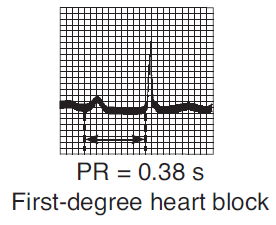 PR = 0.38 s
First-degree heart block